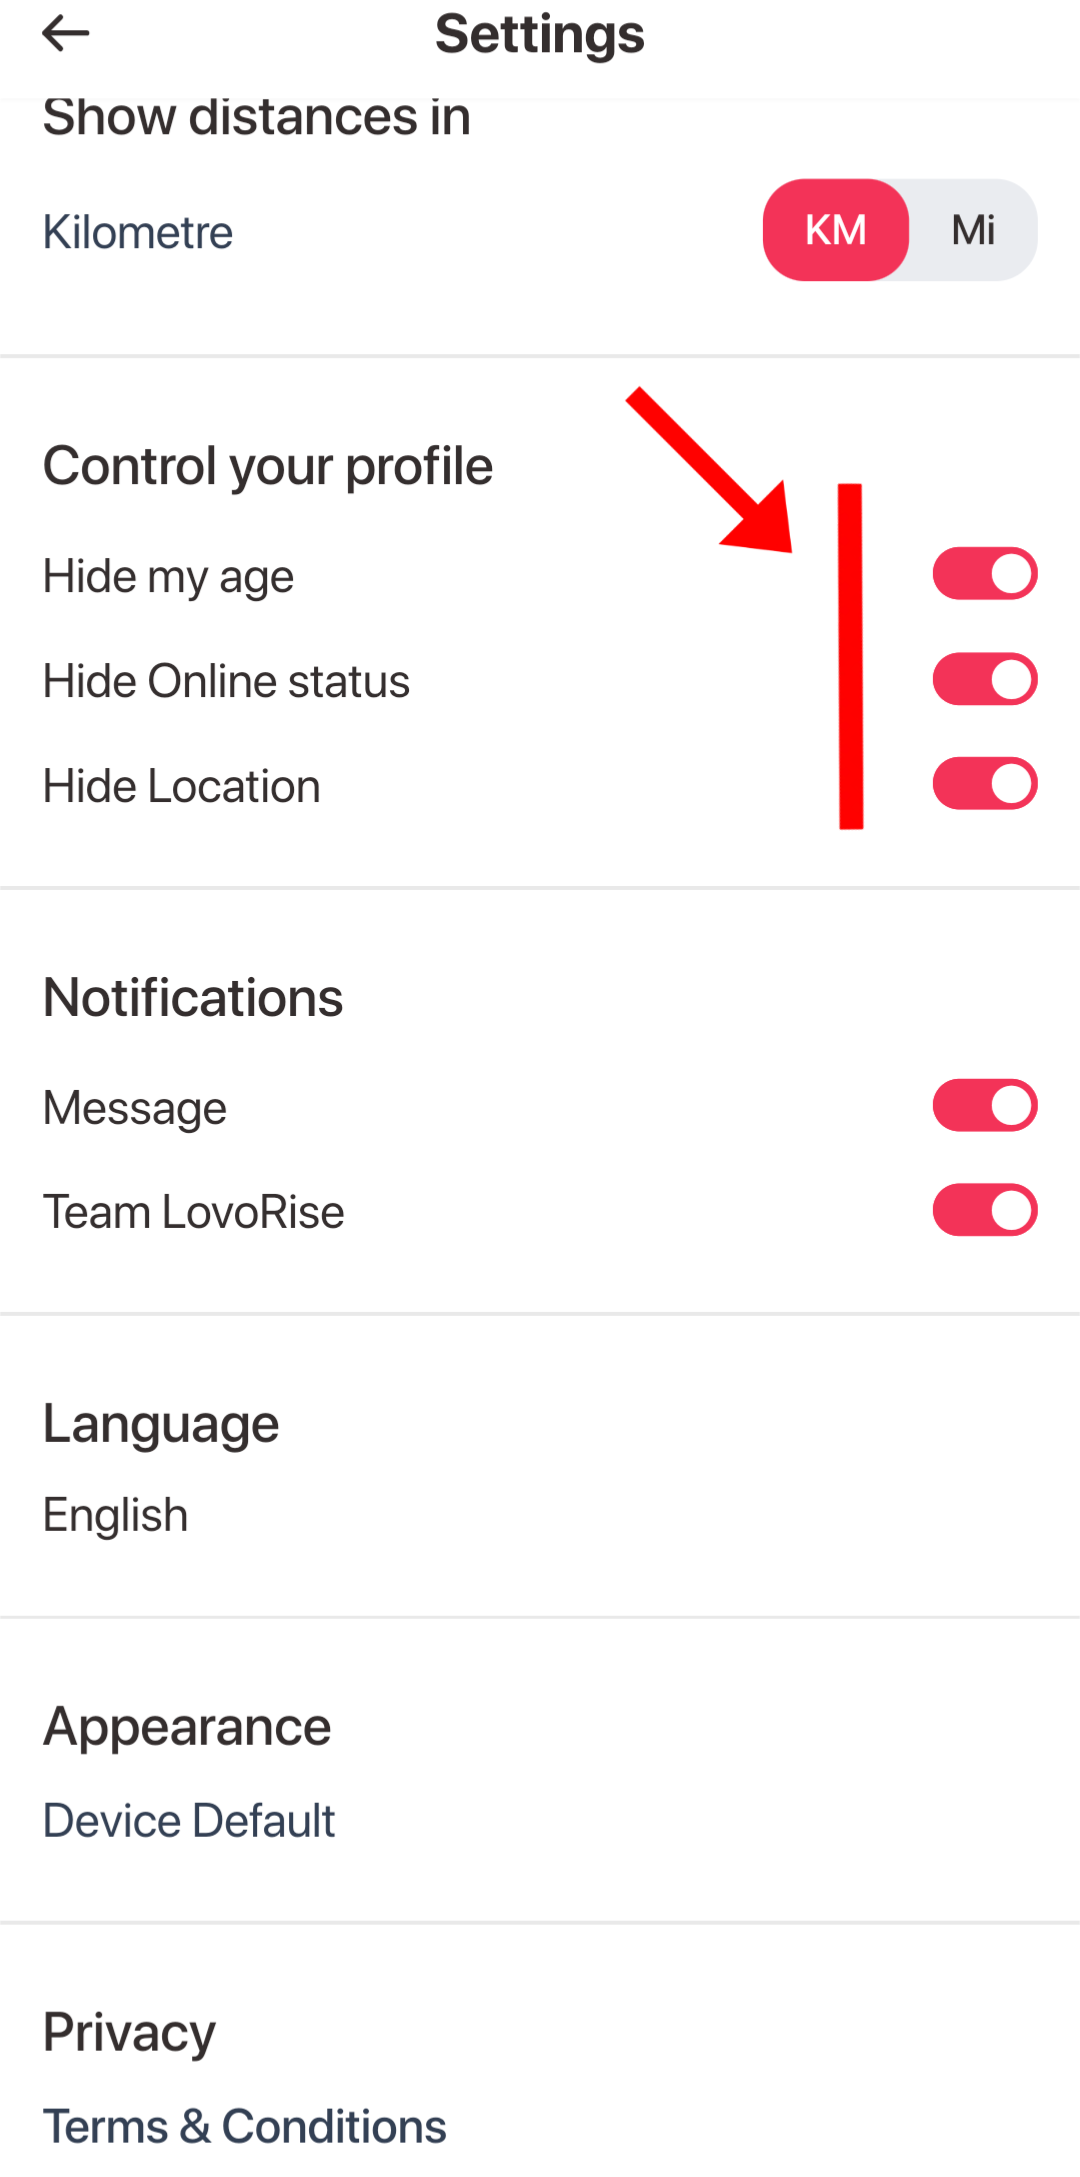 Settings
Show distances in
Kilometre
KM
Mi
Control your profile
Hide my age
Hide Online status
Hide Location
Notifications
Message
Team LovoRise
Language
English
Appearance
Device Default
Privacy
Terms & Conditions